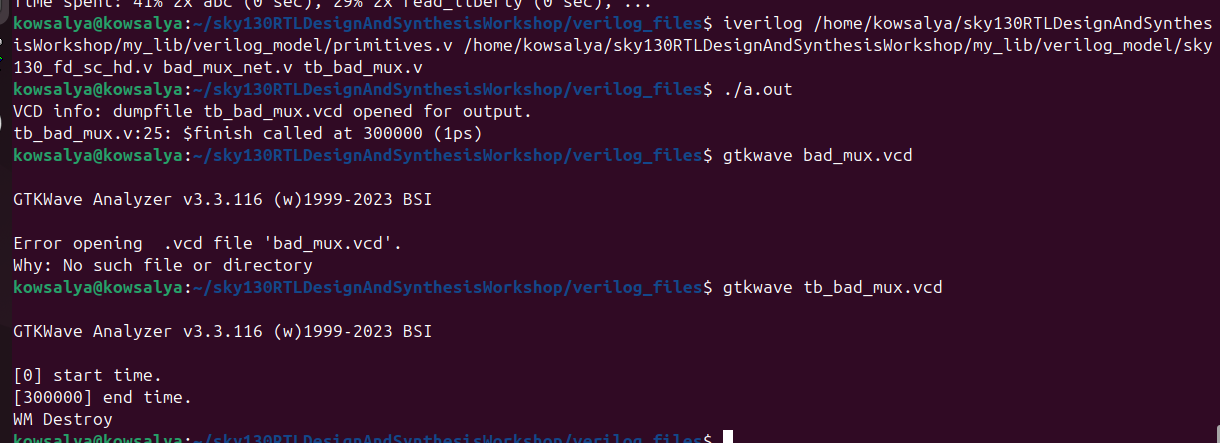 Time spent: 41% 2x abc (0 sec), 29% 2x read_liberty (0 sec), ...
kowsalya@kowsalya:~/sky130RTLDesignAndSynthesisWorkshop/verilog_files$ iverilog /home/kowsalya/sky130RTLDesignAndSynthes
isWorkshop/my_lib/verilog_model/primitives.v /home/kowsalya/sky130RTLDesignAndSynthesisWorkshop/my_lib/verilog_model/sky
130_fd_sc_hd.v bad_mux_net.v tb_bad_mux.v
kowsalya@kowsalya:~/sky130RTLDesignAndSynthesisWorkshop/verilog_files$ ./a.out
VCD info: dumpfile tb_bad_mux.vcd opened for output.
tb_bad_mux.v:25: $finish called at 300000 (1ps)
kowsalya@kowsalya:~/sky130RTLDesignAndSynthesisWorkshop/verilog_files$ gtkwave bad_mux.vcd
GTKWave Analyzer v3.3.116 (w)1999-2023 BSI
Error opening  .vcd file 'bad_mux.vcd'.
Why: No such file or directory
kowsalya@kowsalya:~/sky130RTLDesignAndSynthesisWorkshop/verilog_files$ gtkwave tb_bad_mux.vcd
GTKWave Analyzer v3.3.116 (w)1999-2023 BSI
[0] start time.
[300000] end time.
WM Destroy
kowsalya@kowsalya:~/sky130RTLDesignAndSynthesisWorkshop/verilog_files$